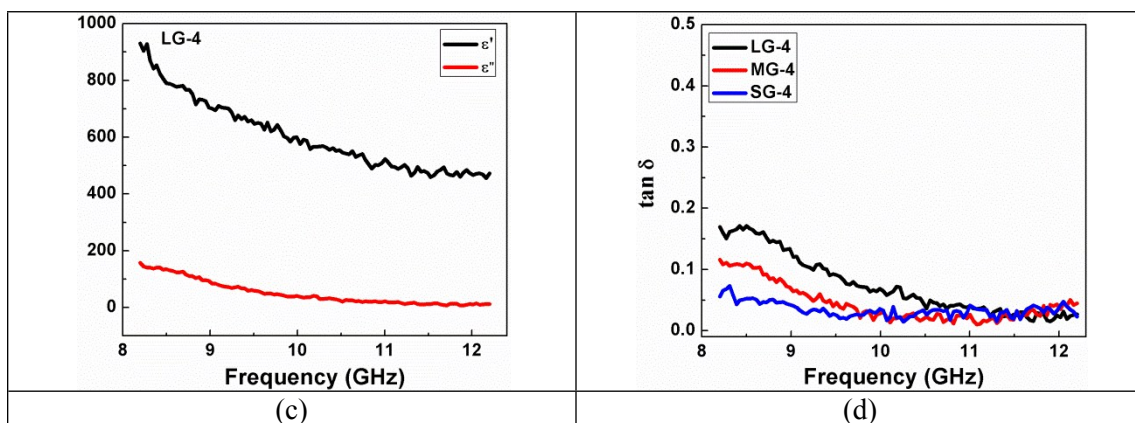 LG-4
ε'
ε"
1000
800
600
400
200
0
8
9
10
11
12
Frequency (GHz)
(c)
LG-4
MG-4
SG-4
tan δ
0.5
0.4
0.3
0.2
0.1
0.0
8
9
10
11
12
Frequency (GHz)
(d)